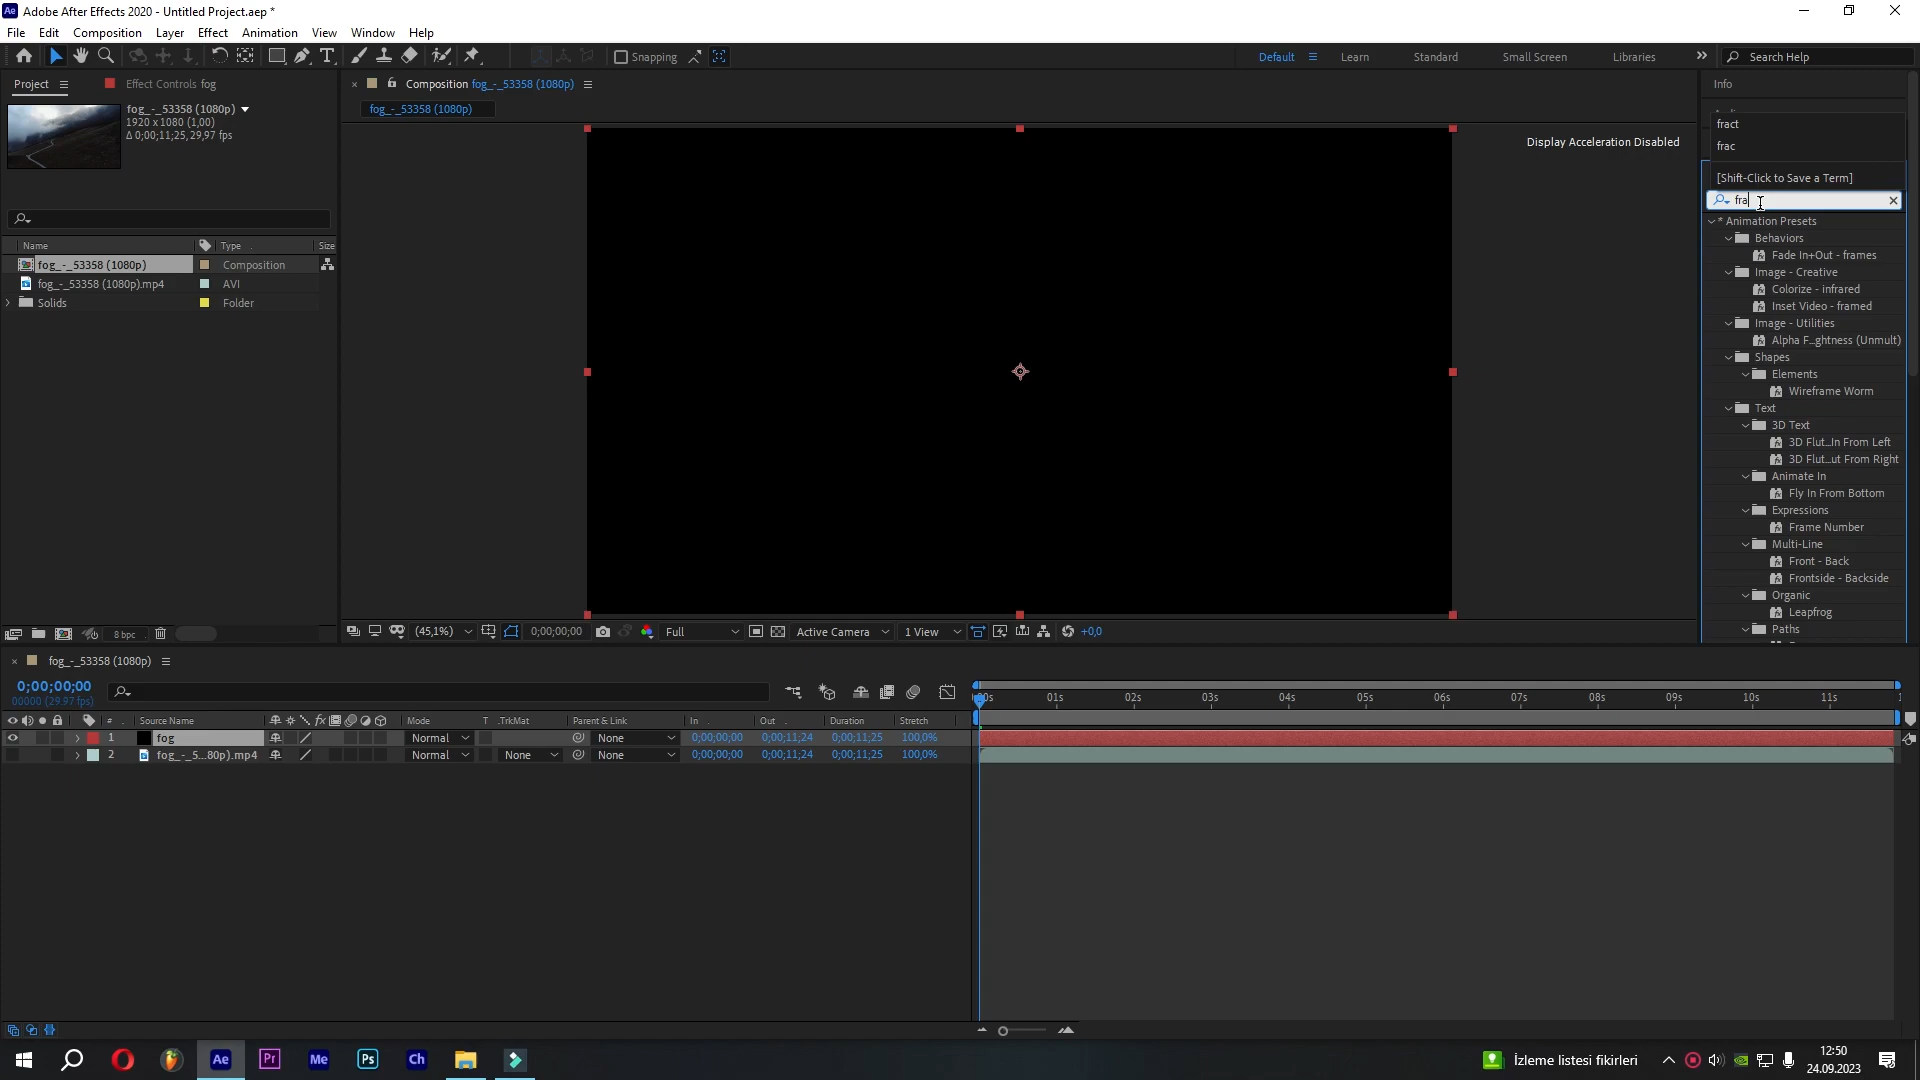 Adobe After Effects 2020 - Untitled Project.aep *
File Edit Composition Layer Effect Animation View Window Help
Snapping
Default Learn Standard Small Screen Libraries
Search Help
Project
Effect Controls fog
fog_-_53358 (1080p)
1920 x 1080 (1,00)
Δ 0;00;11;25, 29,97 fps
Name Type Size
fog_-_53358 (1080p) Composition
fog_-_53358 (1080p).mp4 AVI
Solids Folder
8 bpc
Composition fog_-_53358 (1080p)
fog_-_53358 (1080p)
Display Acceleration Disabled
(45,1%) 0;00;00;00 Full Active Camera 1 View +0,0
Info
fract
frac
[Shift-Click to Save a Term]
fra
* Animation Presets
Behaviors
Fade In+Out - frames
Image - Creative
Colorize - infrared
Inset Video - framed
Image - Utilities
Alpha F...ghtness (Unmult)
Shapes
Elements
Wireframe Worm
Text
3D Text
3D Flut...In From Left
3D Flut...ut From Right
Animate In
Fly In From Bottom
Expressions
Frame Number
Multi-Line
Front - Back
Frontside - Backside
Organic
Leapfrog
Paths
fog_-_53358 (1080p)
0;00;00;00
00000 (29.97 fps)
# Source Name Mode T .TrkMat Parent & Link In Out Duration Stretch
1 fog Normal None 0;00;00;00 0;00;11;24 0;00;11;25 100,0%
2 fog_-_5...80p).mp4 Normal None None 0;00;00;00 0;00;11;24 0;00;11;25 100,0%
01s 02s 03s 04s 05s 06s 07s 08s 09s 10s 11s
Ae Pr Me Ps Ch
İzleme listesi fikirleri
12:50
24.09.2023